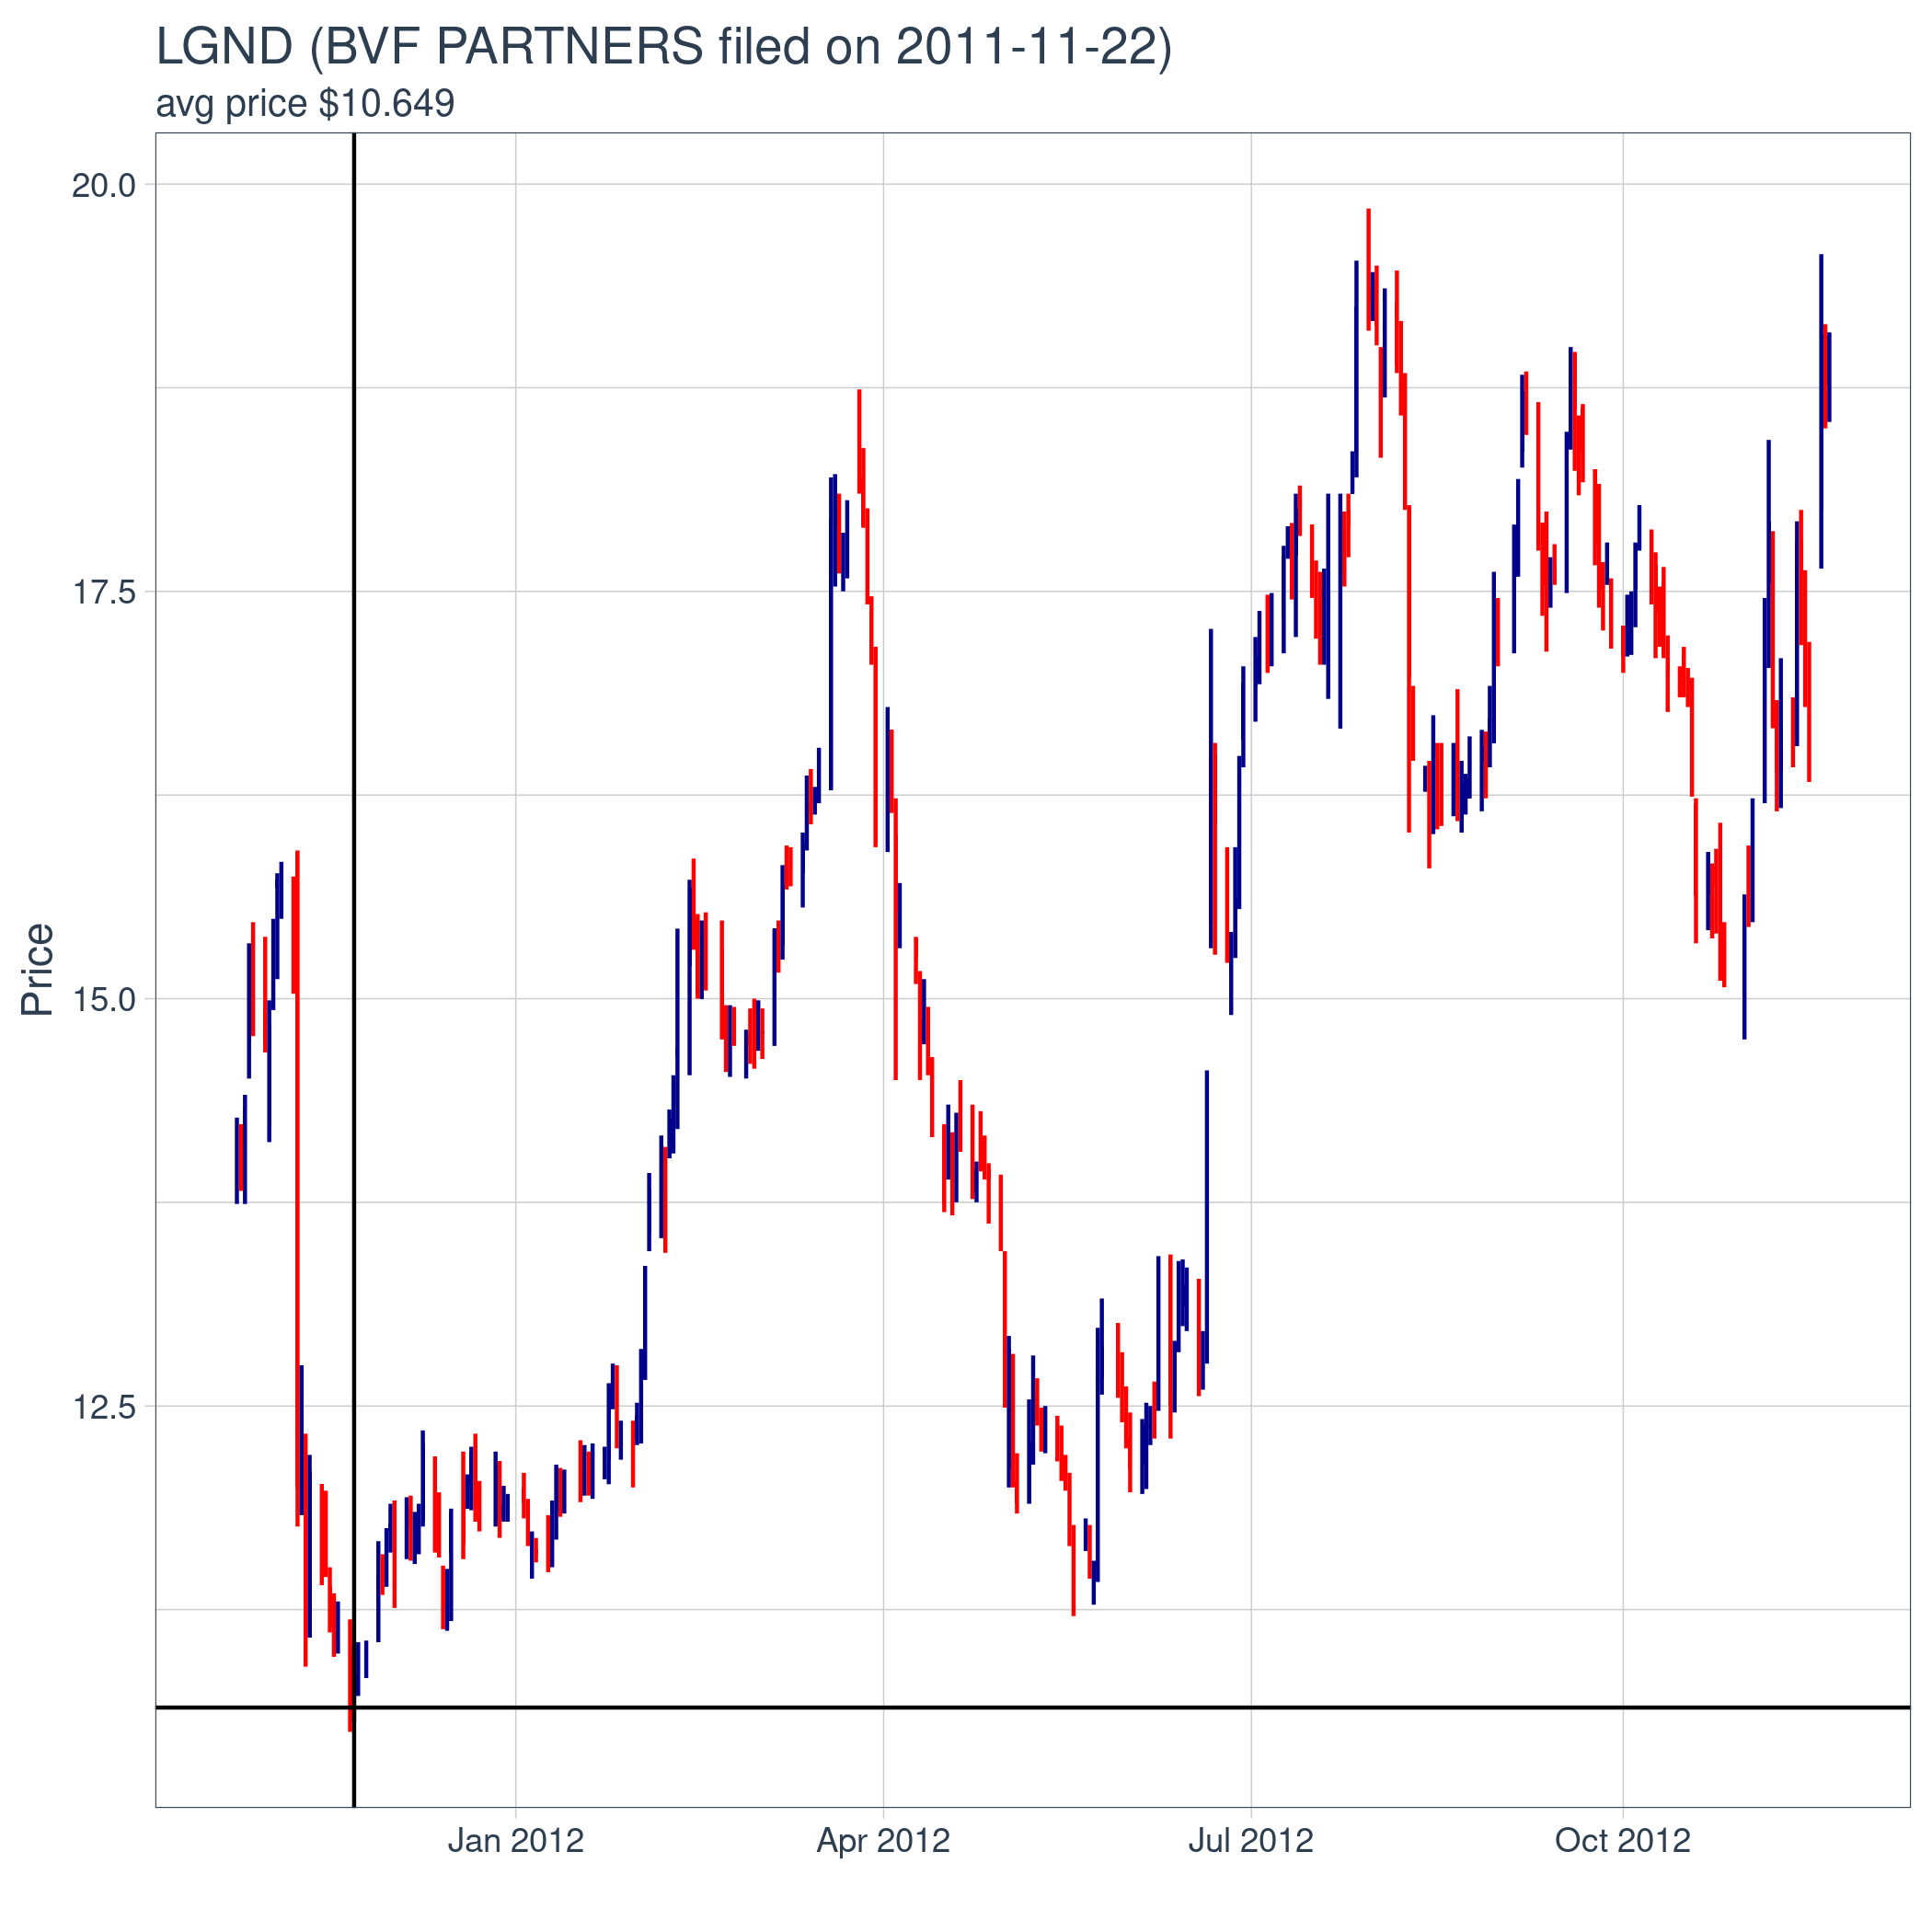 LGND (BVF PARTNERS filed on 2011-11-22)
avg price $10.649
20.0
17.5
Price
15.0
12.5
Jan 2012
Apr 2012
Jul 2012
Oct 2012